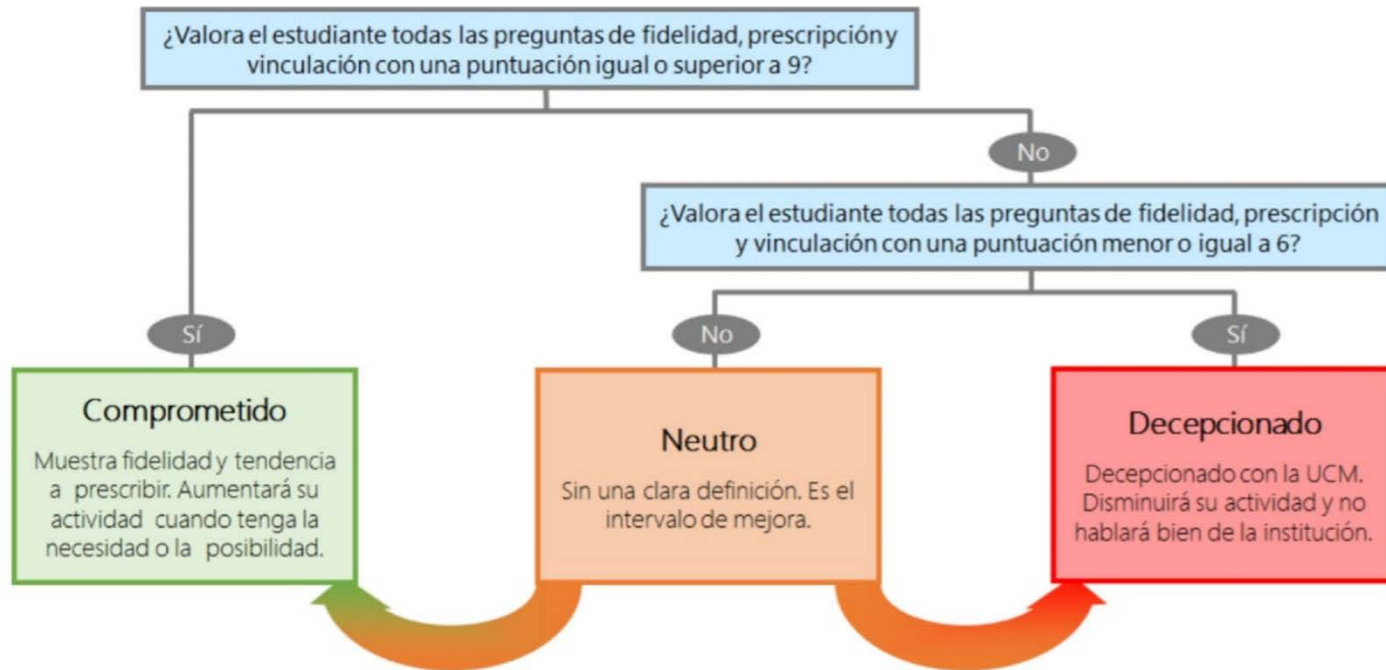 ¿Valora el estudiante todas las preguntas de fidelidad, prescripción y
vinculación con una puntuación igual o superior a 9?
No
¿Valora el estudiante todas las preguntas de fidelidad, prescripción
y vinculación con una puntuación menor o igual a 6?
Sí
No
Sí
Comprometido
Muestra fidelidad y tendencia
a prescribir. Aumentará su
actividad cuando tenga la
necesidad o la posibilidad.
Neutro
Sin una clara definición. Es el
intervalo de mejora.
Decepcionado
Decepcionado con la UCM.
Disminuirá su actividad y no
hablará bien de la institución.